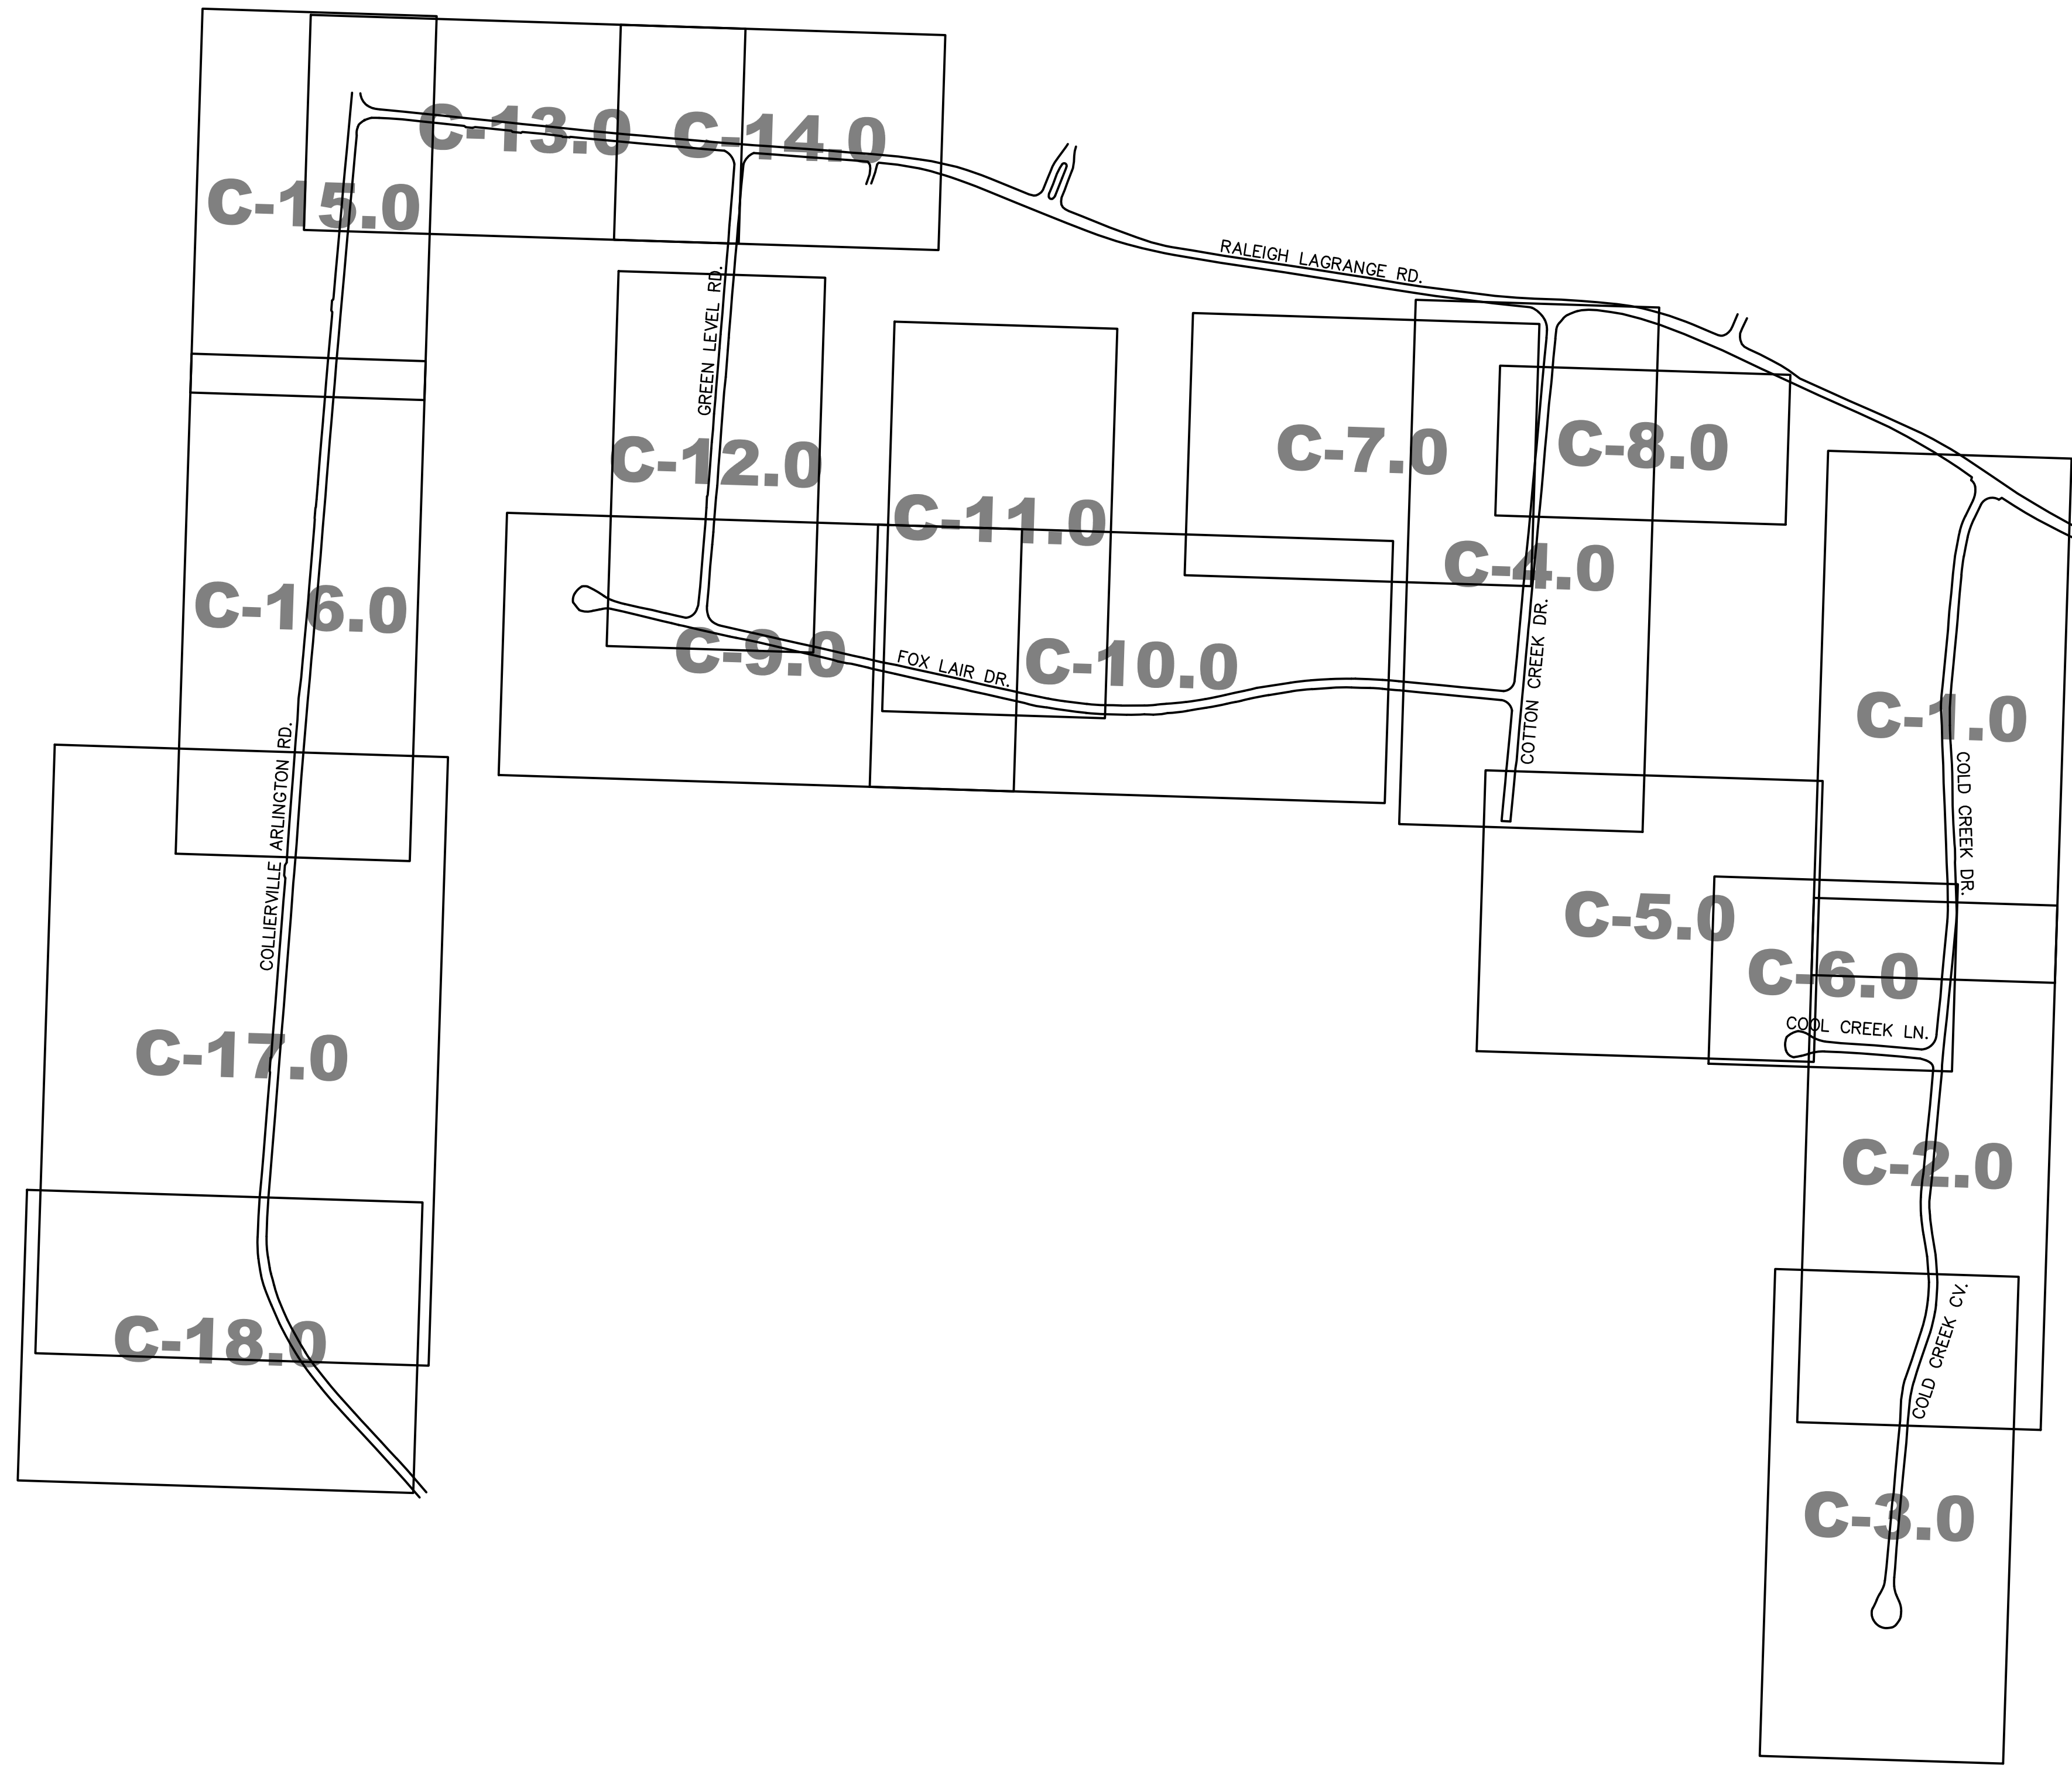 C-13.0
C-14.0
C-15.0
RALEIGH LAGRANGE RD.
GREEN LEVEL RD.
C-12.0
C-11.0
C-7.0
C-8.0
C-4.0
C-16.0
C-9.0
FOX LAIR DR.
C-10.0
COTTON CREEK DR.
C-1.0
COLD CREEK DR.
COLLIERVILLE ARLINGTON RD.
C-5.0
C-6.0
COOL CREEK LN.
C-17.0
C-2.0
C-18.0
COLD CREEK CV.
C-3.0